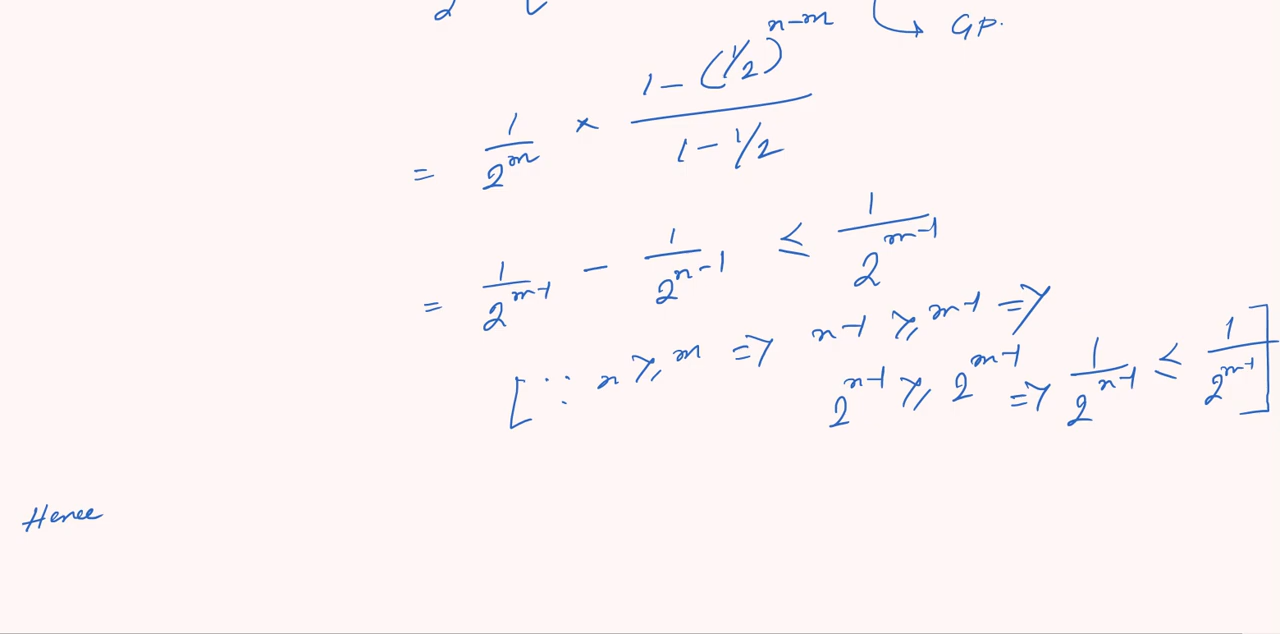 → GP.
= 1/2^m × (1 - (1/2)^{n-m})/(1 - 1/2)
= 1/2^{m-1} - 1/2^{n-1} ≤ 1/2^{m-1}
[∵ n ≥ m ⇒ n-1 ≥ m-1 ⇒
2^{n-1} ≥ 2^{m-1} ⇒ 1/2^{n-1} ≤ 1/2^{m-1}]
Hence